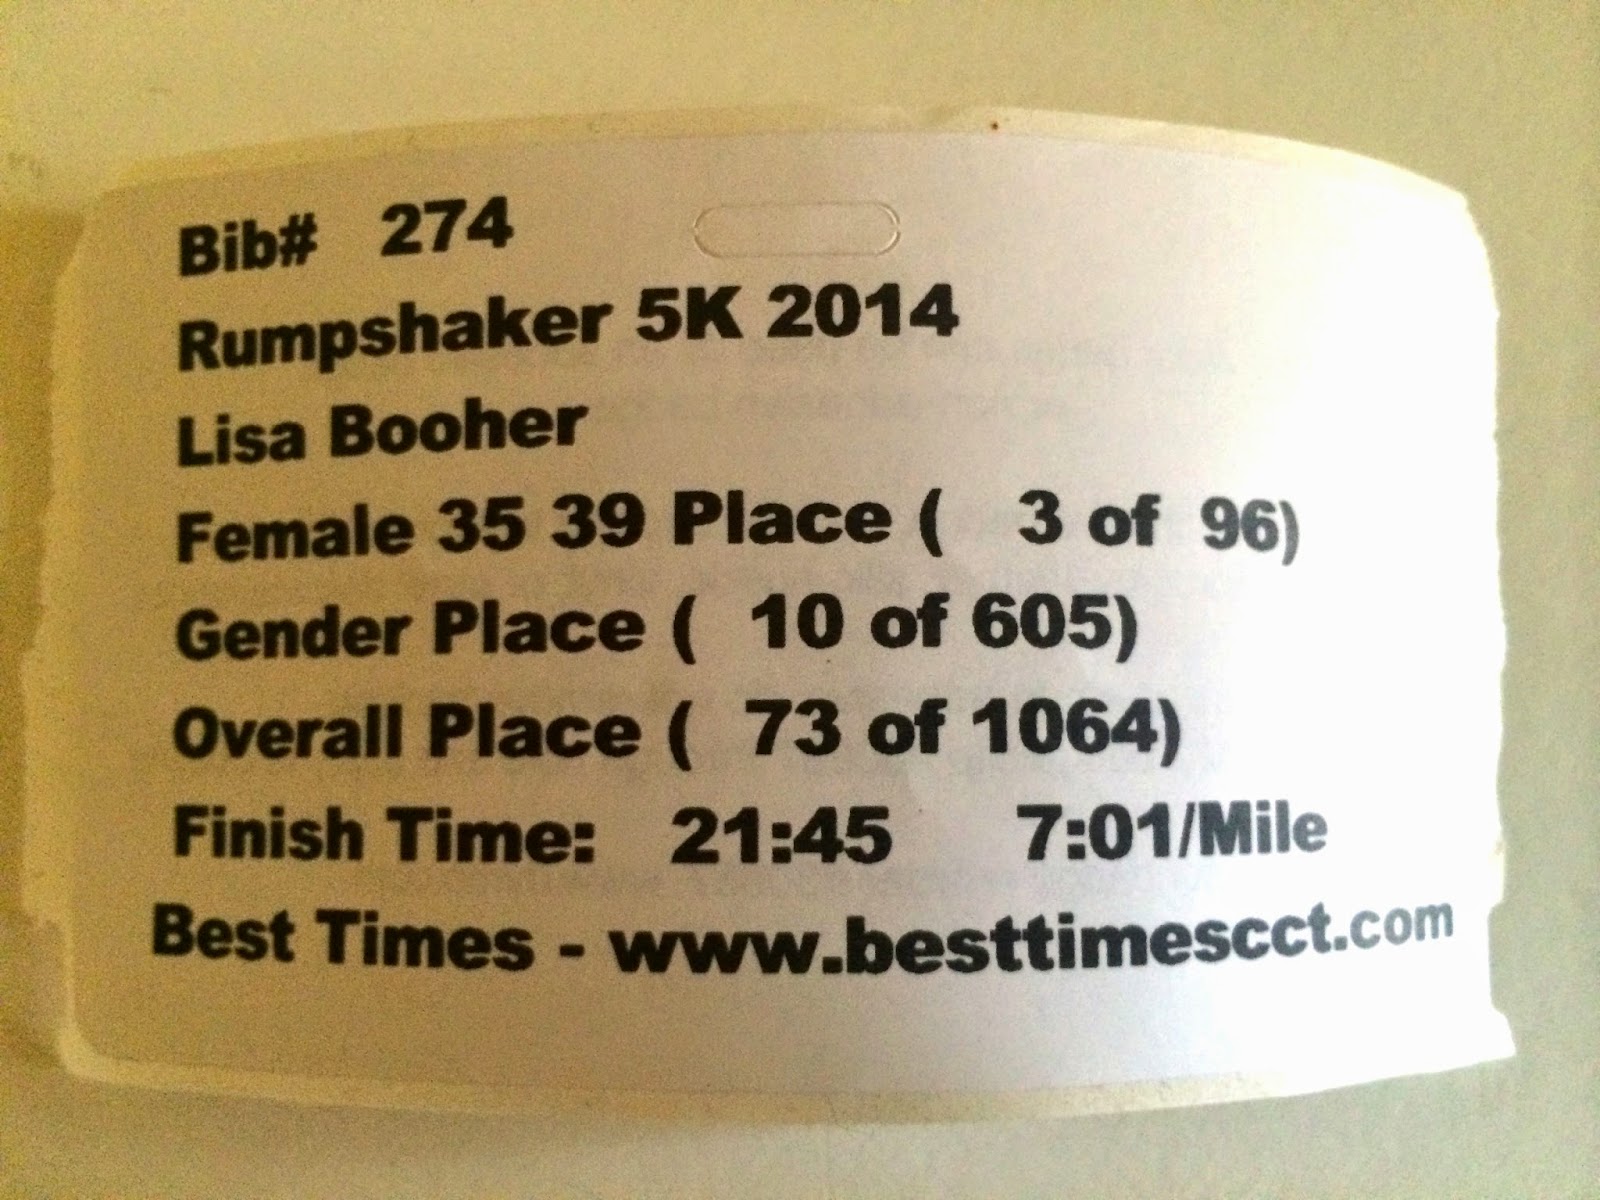 Bib# 274
Rumpshaker 5K 2014
Lisa Booher
Female 35 39 Place ( 3 of 96)
Gender Place ( 10 of 605)
Overall Place ( 73 of 1064)
Finish Time: 21:45 7:01/Mile
Best Times - www.besttimescct.com